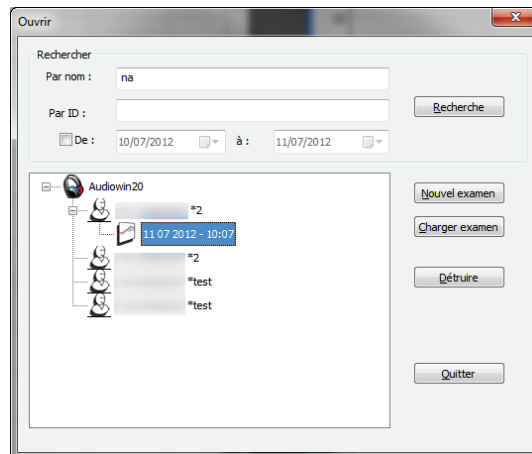 Ouvrir
Rechercher
Par nom :
na
Par ID :
Recherche
De :
10/07/2012
à :
11/07/2012
Audiowin20
Nouvel examen
*2
11 07 2012 - 10:07
Charger examen
*2
*test
Détruire
*test
Quitter